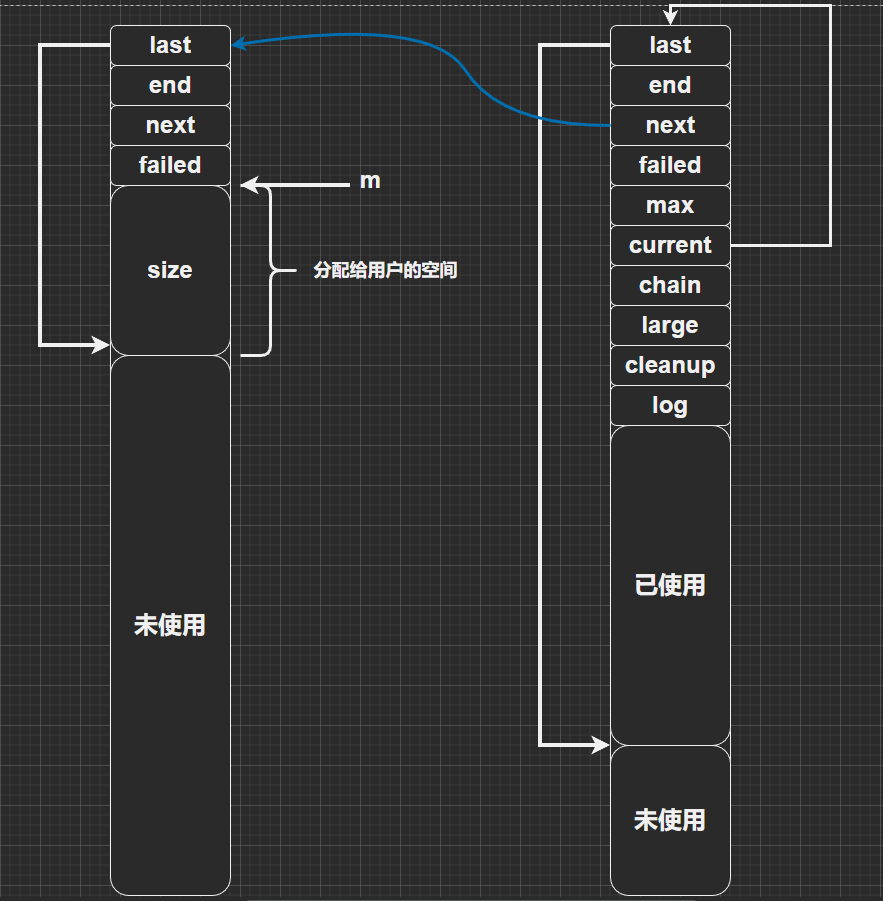 last
end
next
failed
size
未使用
m
分配给用户的空间
last
end
next
failed
max
current
chain
large
cleanup
log
已使用
未使用